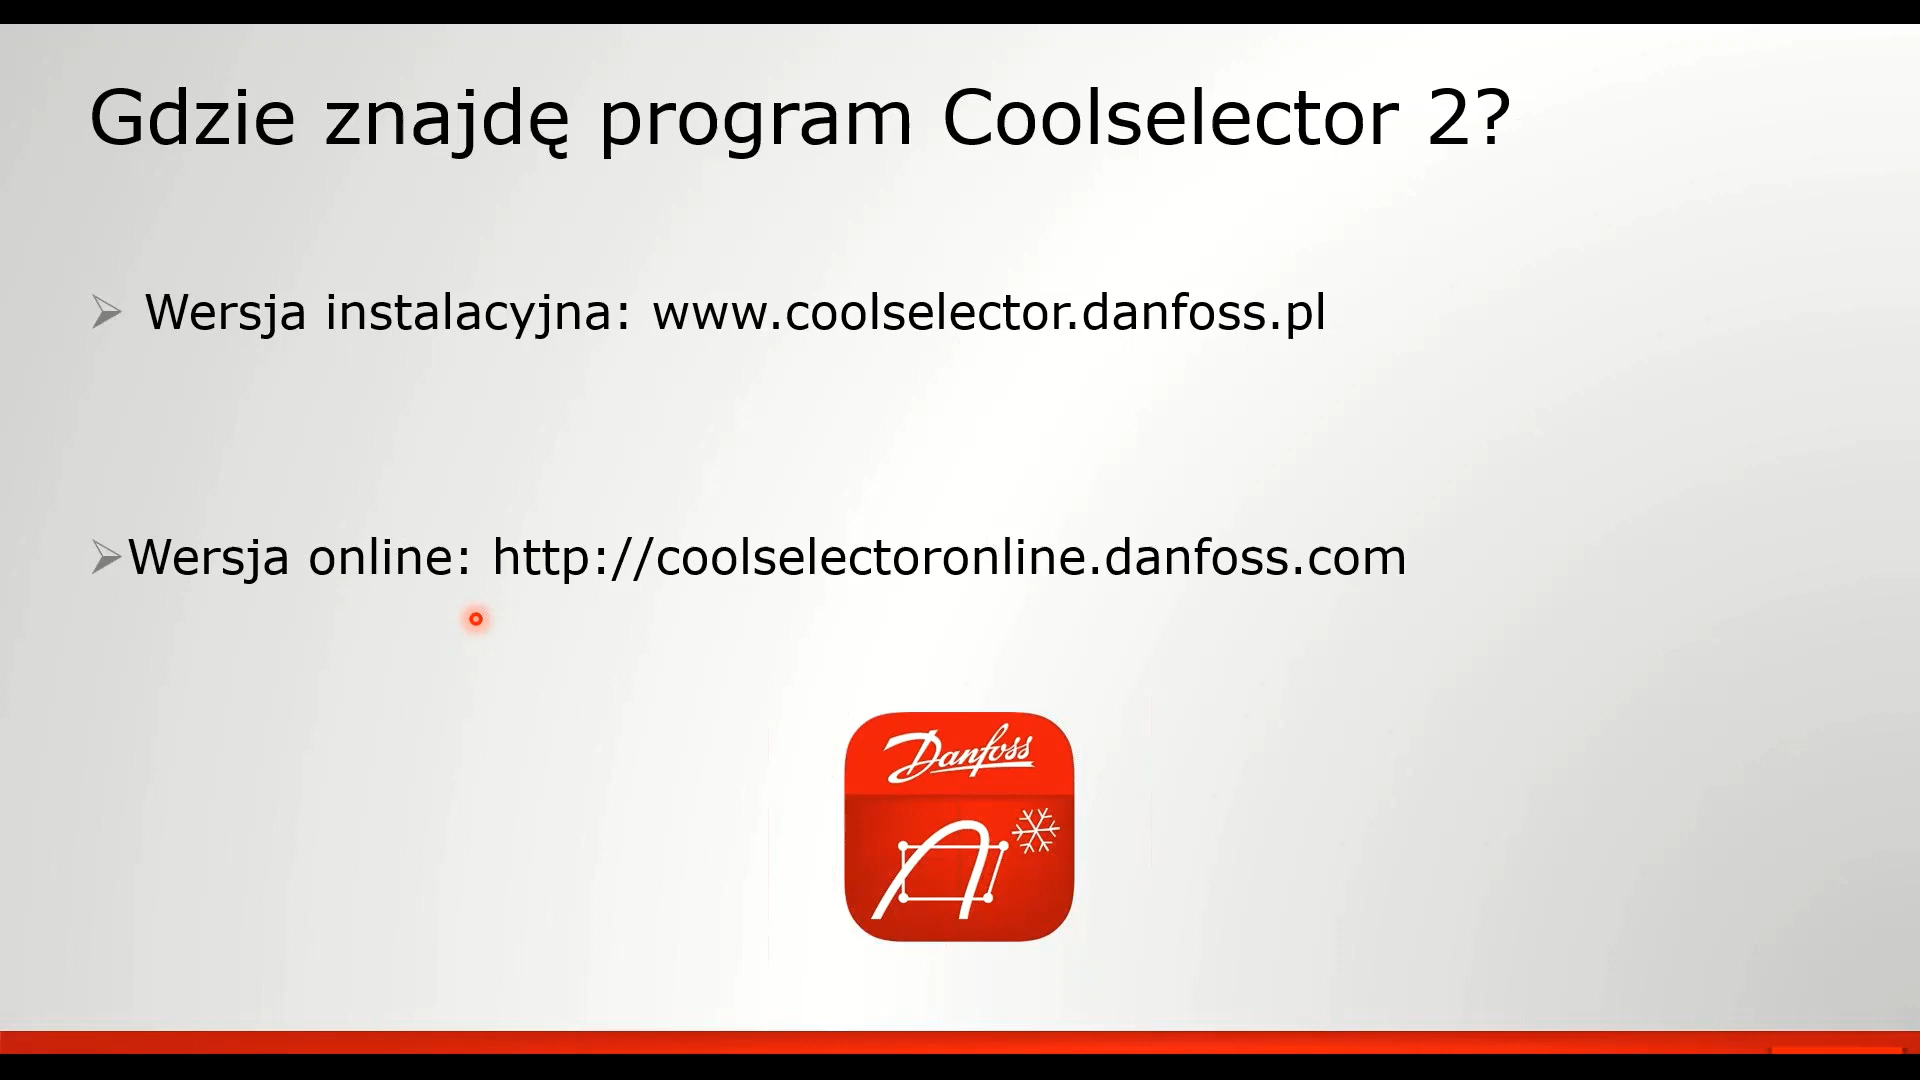 Gdzie znajdę program Coolselector 2?
Wersja instalacyjna: www.coolselector.danfoss.pl
Wersja online: http://coolselectoronline.danfoss.com
Danfoss